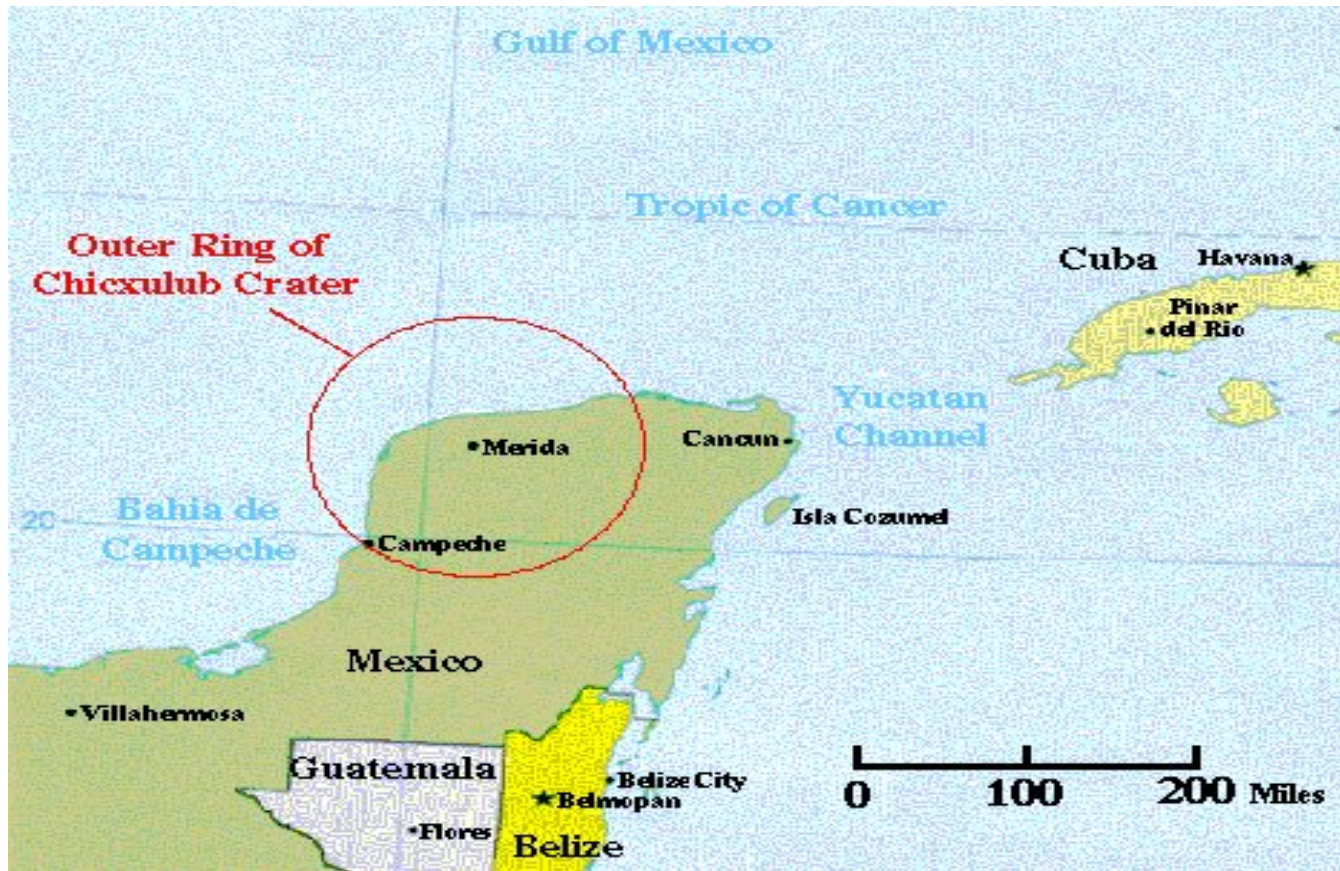 Gulf of Mexico
Tropic of Cancer
Outer Ring of
Chicxulub Crater
Cuba
Havana
Pinar
del Rio
Yucatan
Channel
Merida
Cancun
Isla Cozumel
20
Bahia de
Campeche
Campeche
Mexico
Villahermosa
Guatemala
Belize City
Belmopan
Flores
Belize
0 100 200 Miles